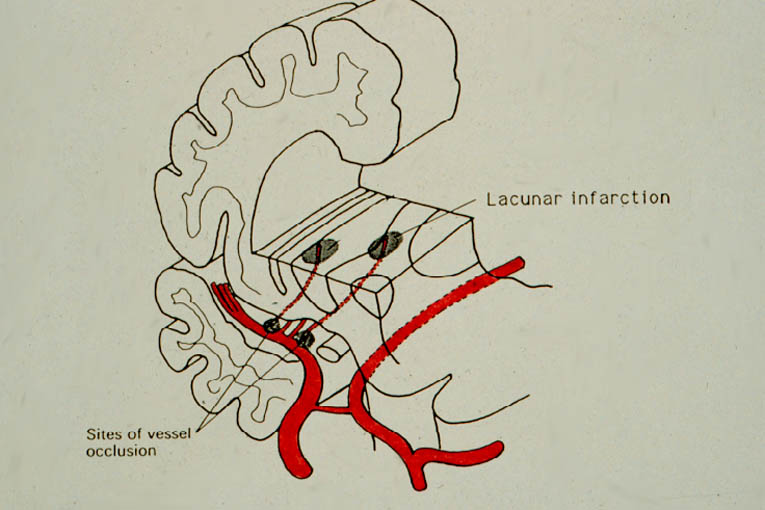 Lacunar infarction
Sites of vessel
occlusion